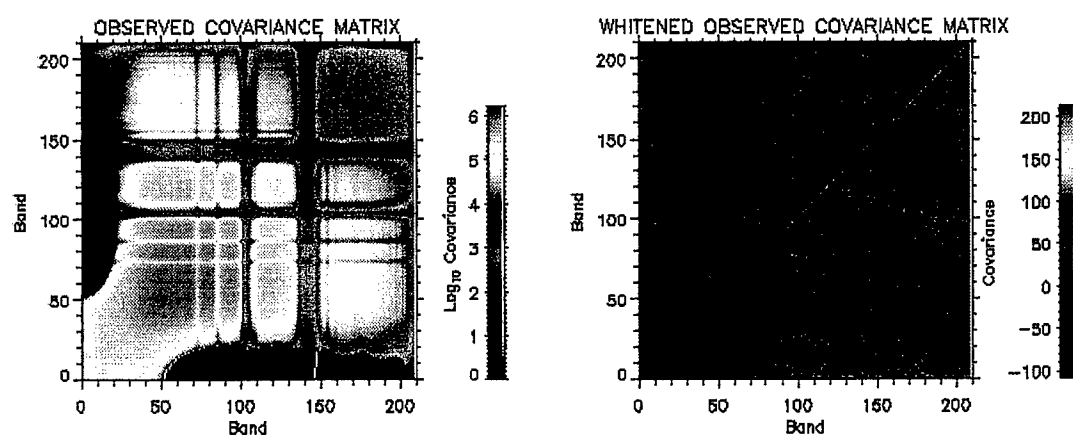 OBSERVED COVARIANCE MATRIX
200
150
100
50
0
Band
0 50 100 150 200
Band
6
5
4
3
2
1
0
Log10 Covariance
WHITENED OBSERVED COVARIANCE MATRIX
200
150
100
50
0
Band
0 50 100 150 200
Band
200
150
100
50
0
-50
-100
Covariance